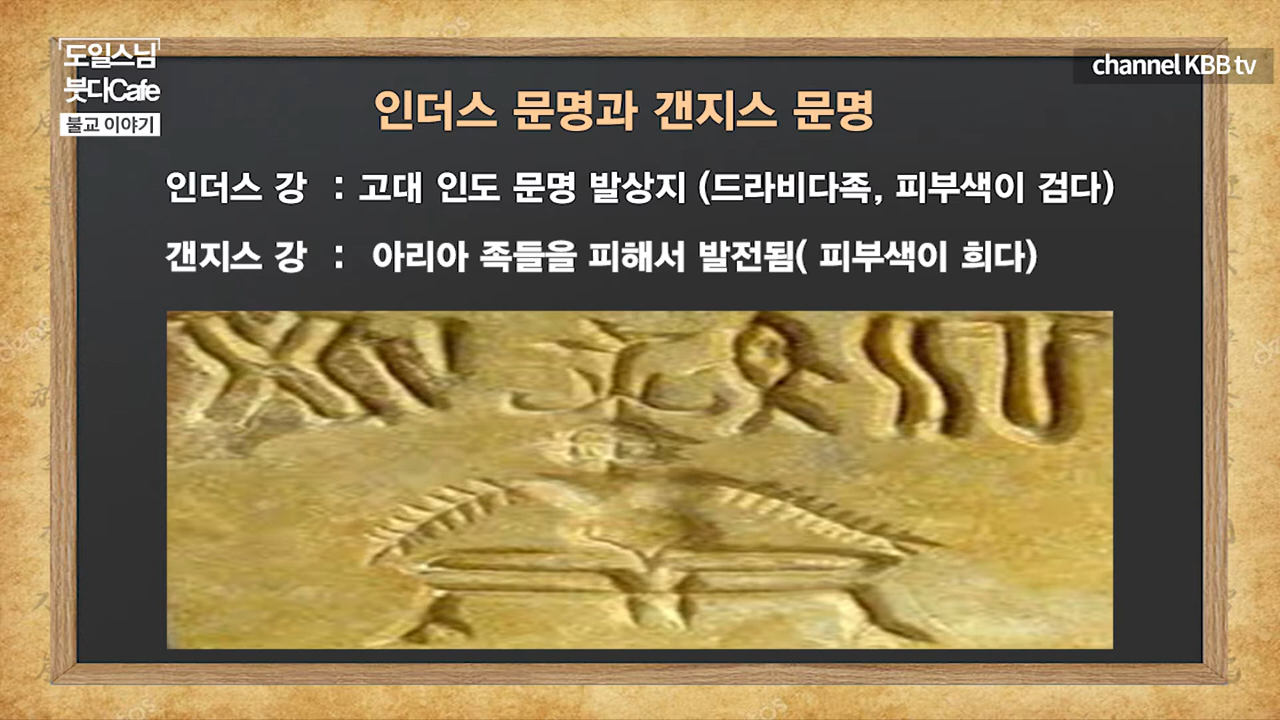 도일스님
붓다Cafe
불교 이야기
channel KBB tv
인더스 문명과 갠지스 문명
인더스 강 : 고대 인도 문명 발상지 (드라비다족, 피부색이 검다)
갠지스 강 : 아리아 족들을 피해서 발전됨( 피부색이 희다)